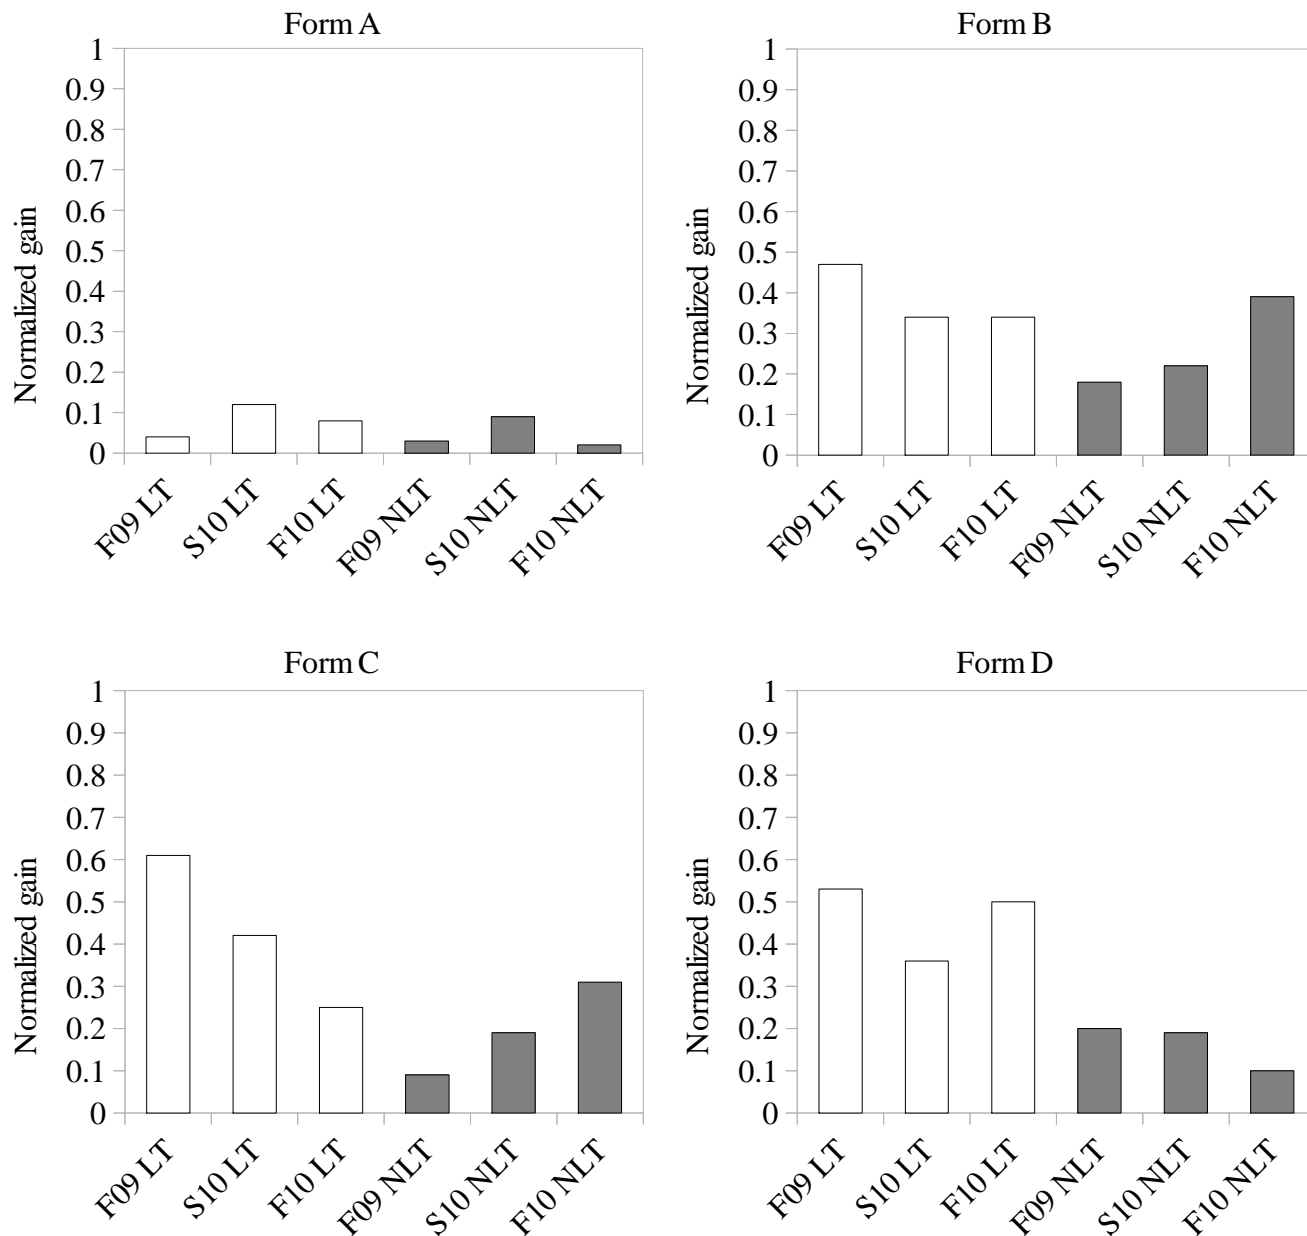 Form A
Normalized gain
1
0.9
0.8
0.7
0.6
0.5
0.4
0.3
0.2
0.1
0
F09 LT
S10 LT
F10 LT
F09 NLT
S10 NLT
F10 NLT
Form B
Normalized gain
1
0.9
0.8
0.7
0.6
0.5
0.4
0.3
0.2
0.1
0
F09 LT
S10 LT
F10 LT
F09 NLT
S10 NLT
F10 NLT
Form C
Normalized gain
1
0.9
0.8
0.7
0.6
0.5
0.4
0.3
0.2
0.1
0
F09 LT
S10 LT
F10 LT
F09 NLT
S10 NLT
F10 NLT
Form D
Normalized gain
1
0.9
0.8
0.7
0.6
0.5
0.4
0.3
0.2
0.1
0
F09 LT
S10 LT
F10 LT
F09 NLT
S10 NLT
F10 NLT